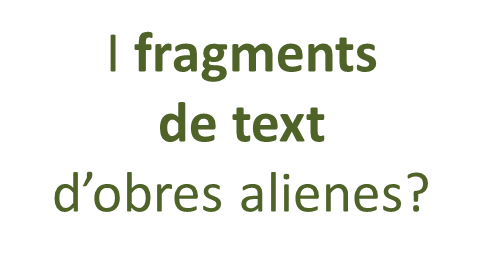 I fragments
de text
d’obres alienes?